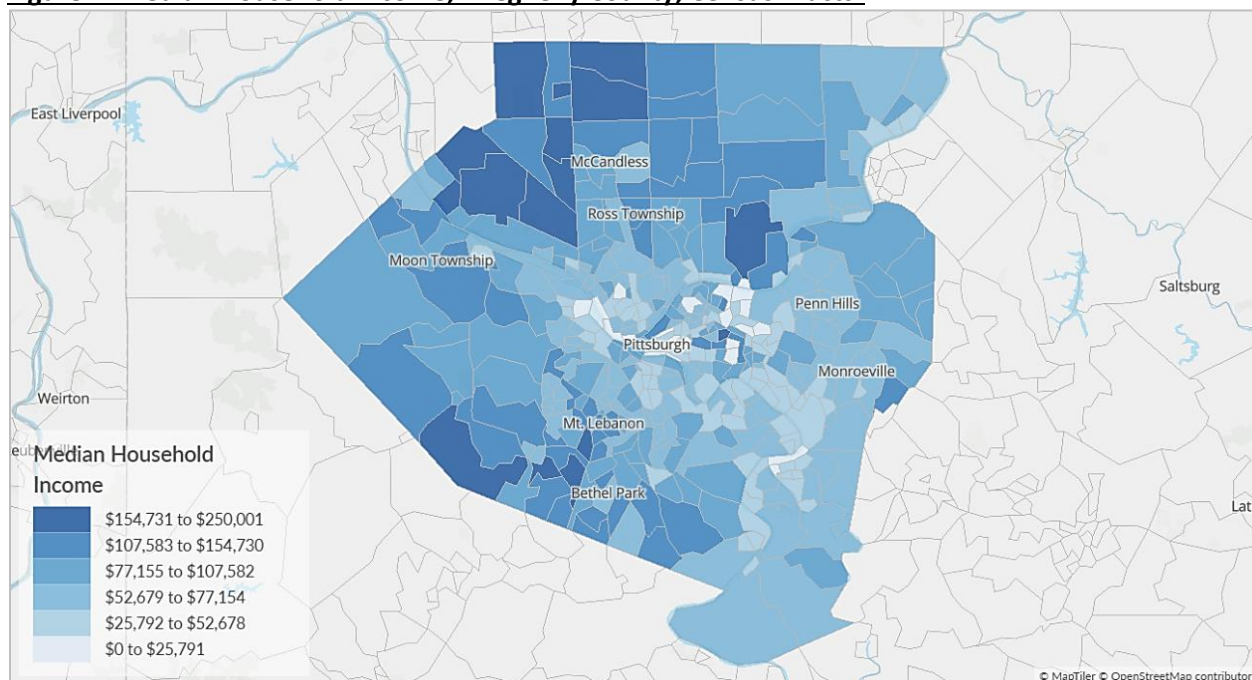 East Liverpool
McCandless
Ross Township
Moon Township
Saltsburg
Penn Hills
Pittsburgh
Monroeville
Weirton
Mt. Lebanon
Bethel Park
Lat
Median Household
Income
$154,731 to $250,001
$107,583 to $154,730
$77,155 to $107,582
$52,679 to $77,154
$25,792 to $52,678
$0 to $25,791
© MapTiler © OpenStreetMap contributor